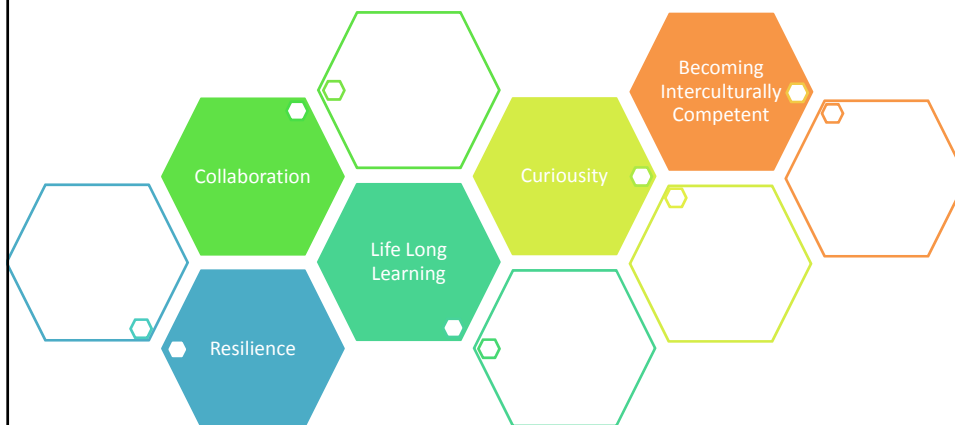 Becoming
Interculturally
Competent
Collaboration
Curiousity
Life Long
Learning
Resilience